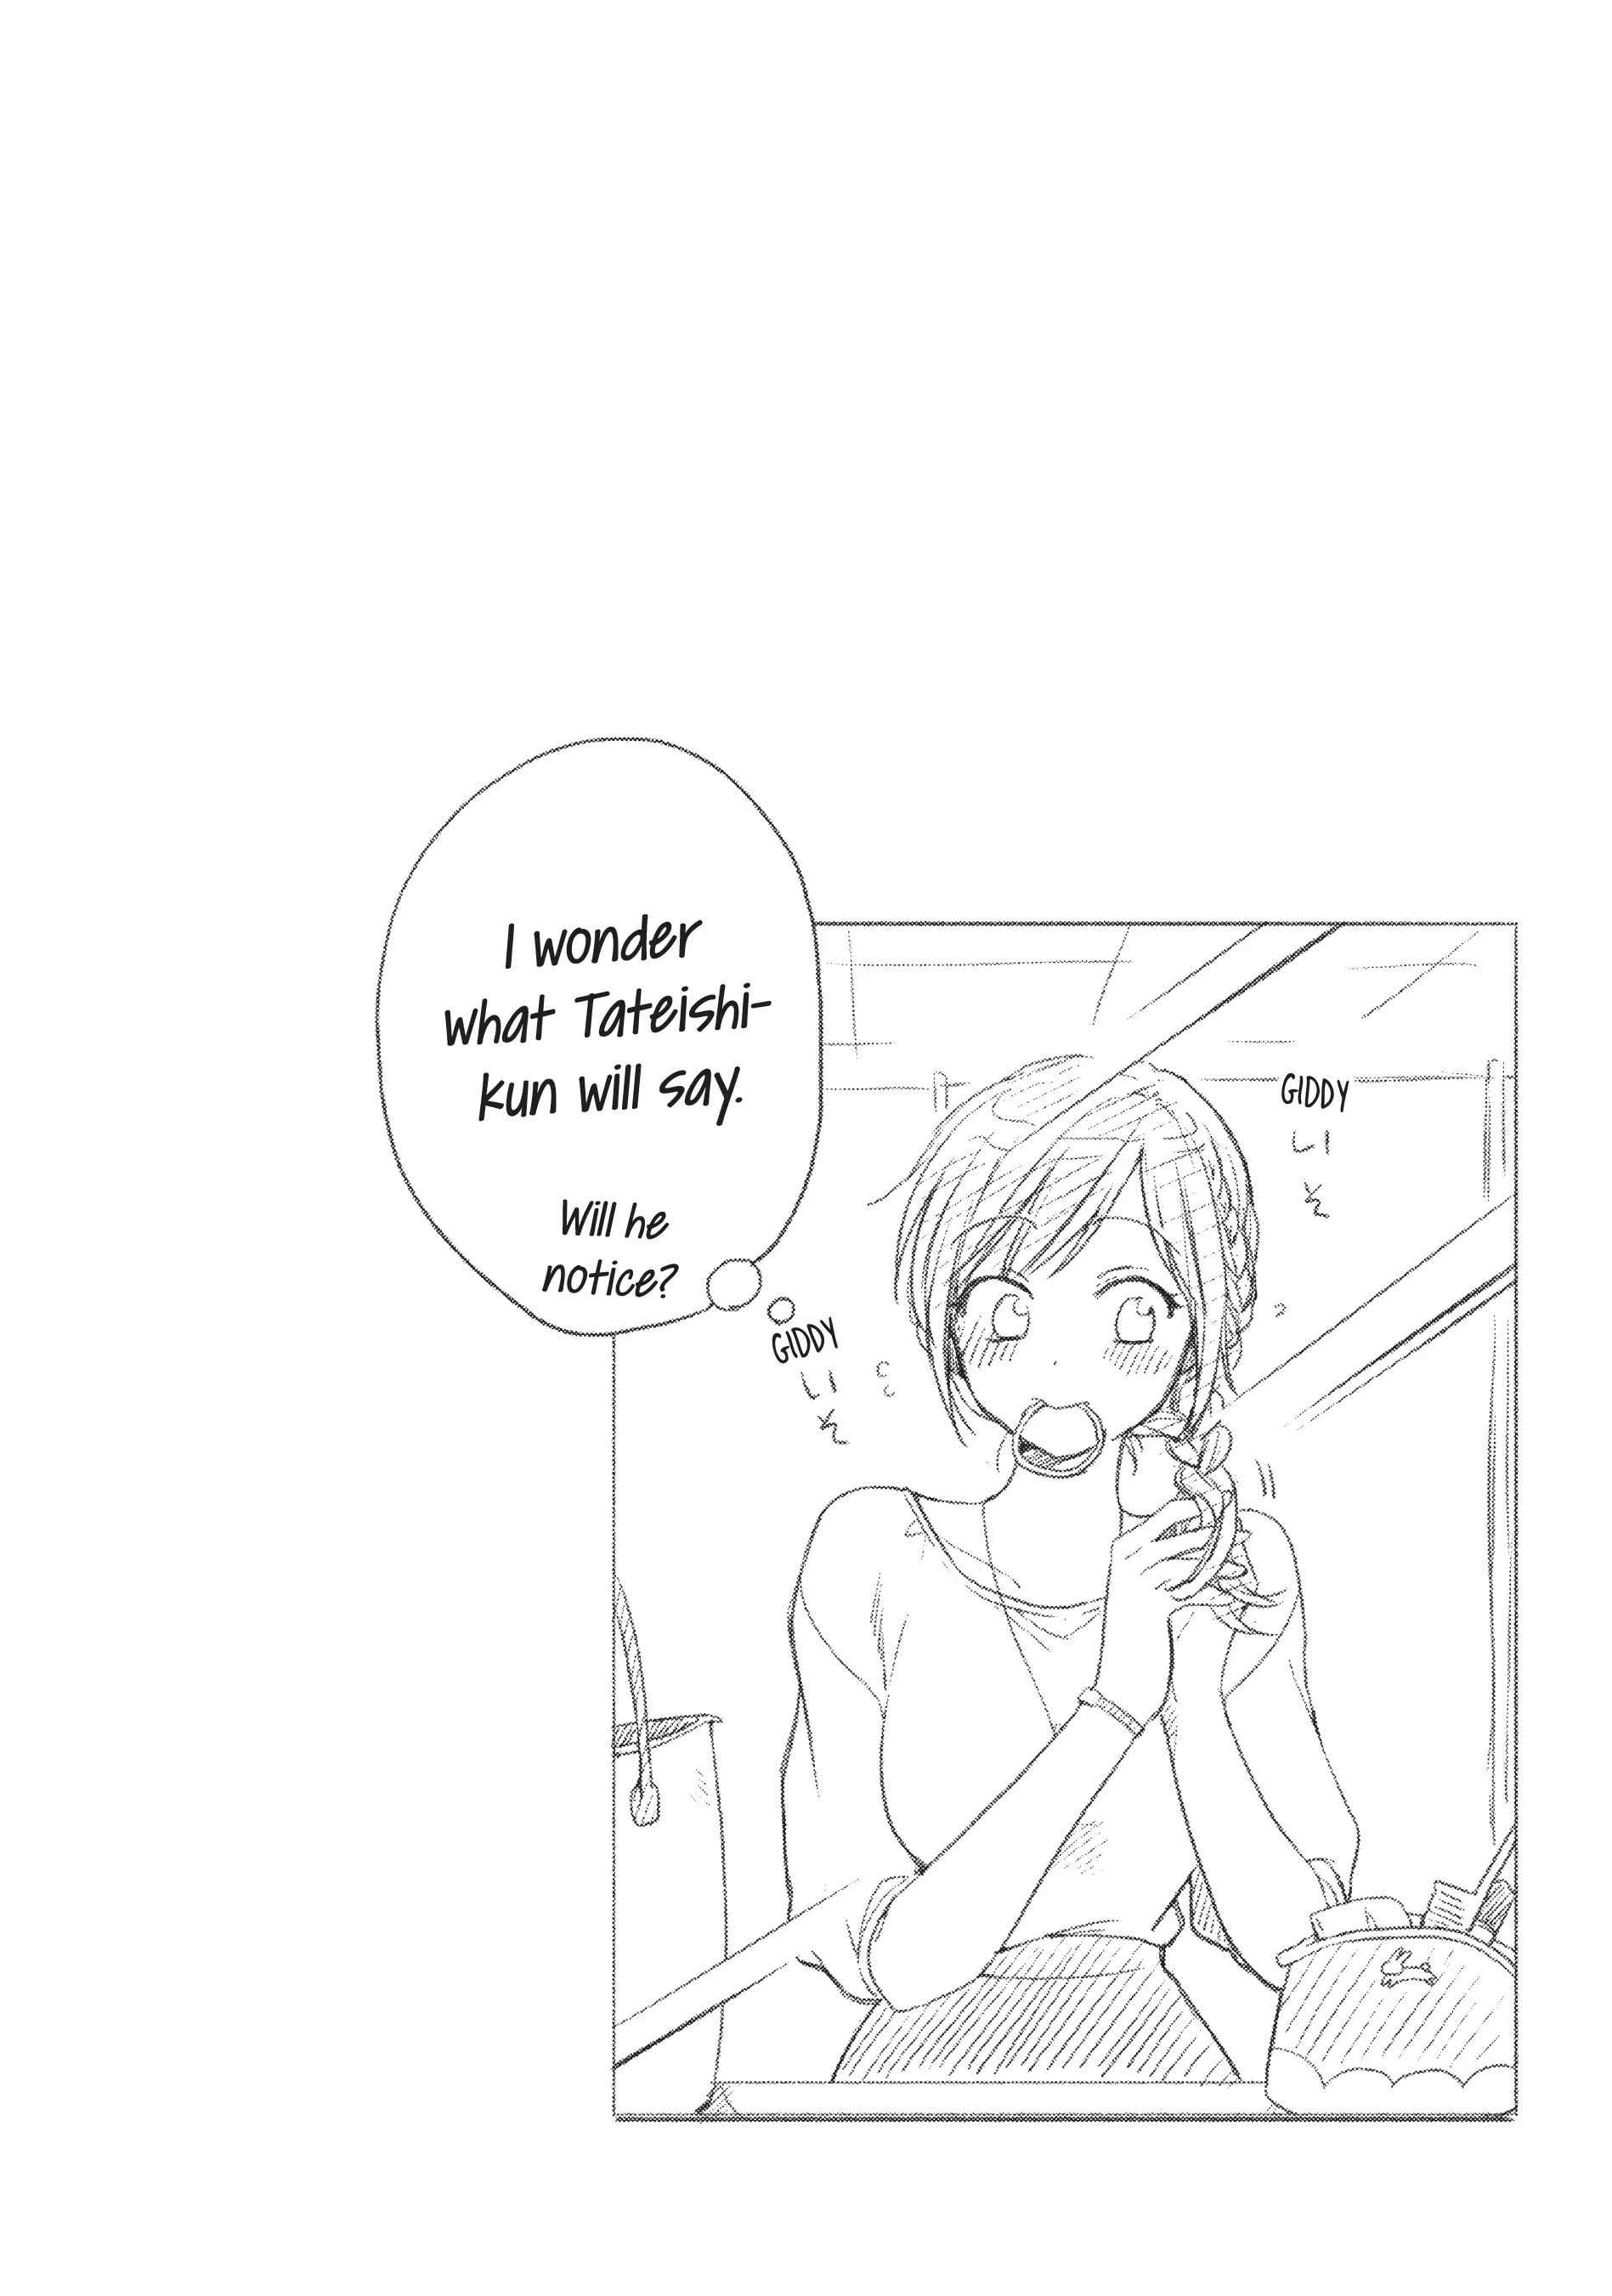 I wonder
what Tateishi-
kun will say.
Will he
notice?
GIDDY
GIDDY